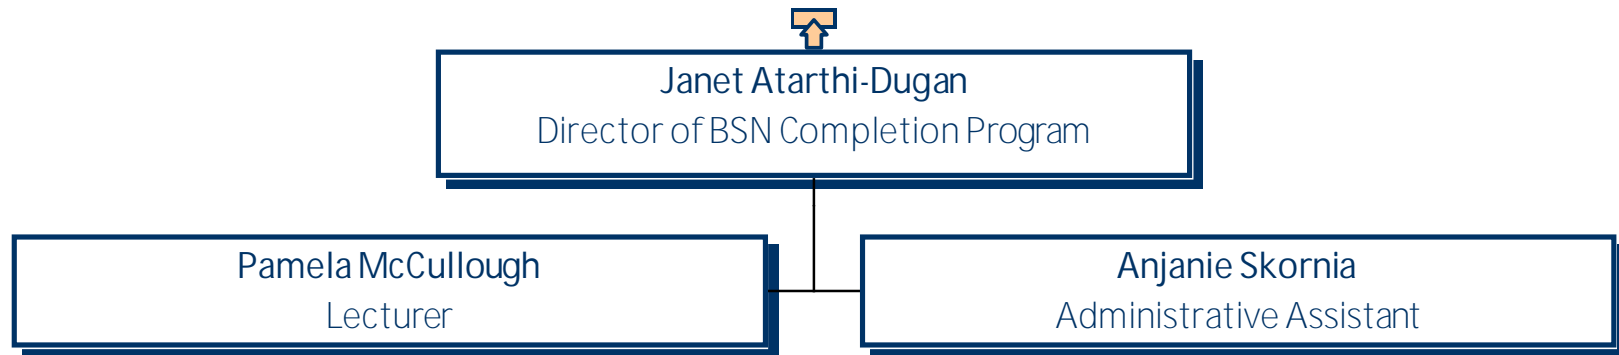 Janet Atarthi-Dugan
Director of BSN Completion Program
Pamela McCullough
Lecturer
Anjanie Skornia
Administrative Assistant